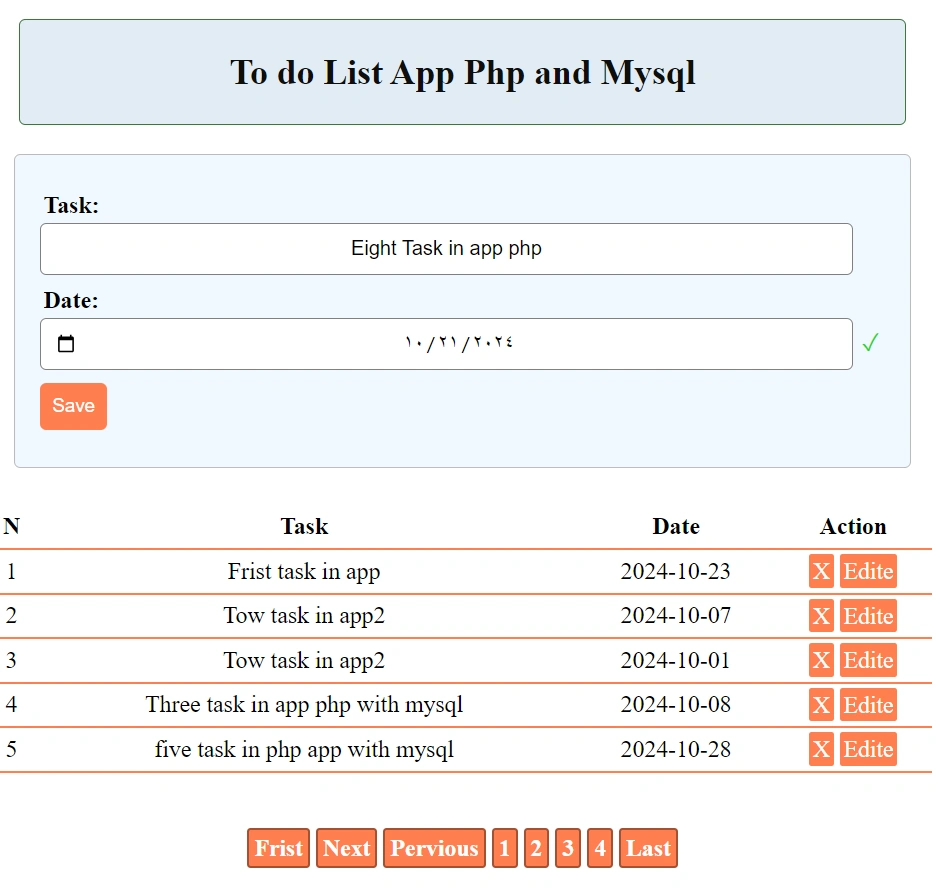 To do List App Php and Mysql
Task:
Eight Task in app php
Date:
١٠/٢١/٢٠٢٤ ✓
Save
N Task Date Action
1 Frist task in app 2024-10-23 X Edite
2 Tow task in app2 2024-10-07 X Edite
3 Tow task in app2 2024-10-01 X Edite
4 Three task in app php with mysql 2024-10-08 X Edite
5 five task in php app with mysql 2024-10-28 X Edite
Frist Next Pervious 1 2 3 4 Last